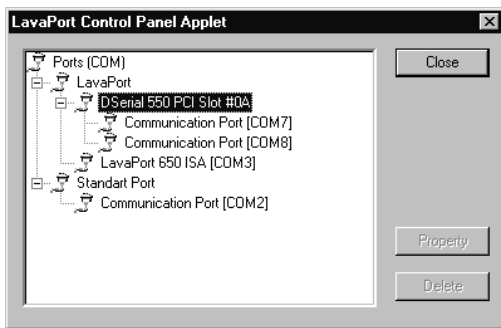 LavaPort Control Panel Applet
Ports (COM)
Close
LavaPort
DSerial 550 PCI Slot #0A
Communication Port [COM7]
Communication Port [COM8]
LavaPort 650 ISA [COM3]
Standart Port
Communication Port [COM2]
Property
Delete